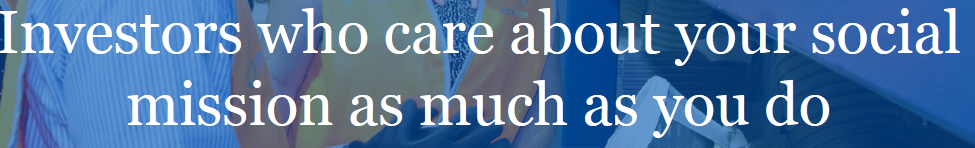 Investors who care about your social
mission as much as you do